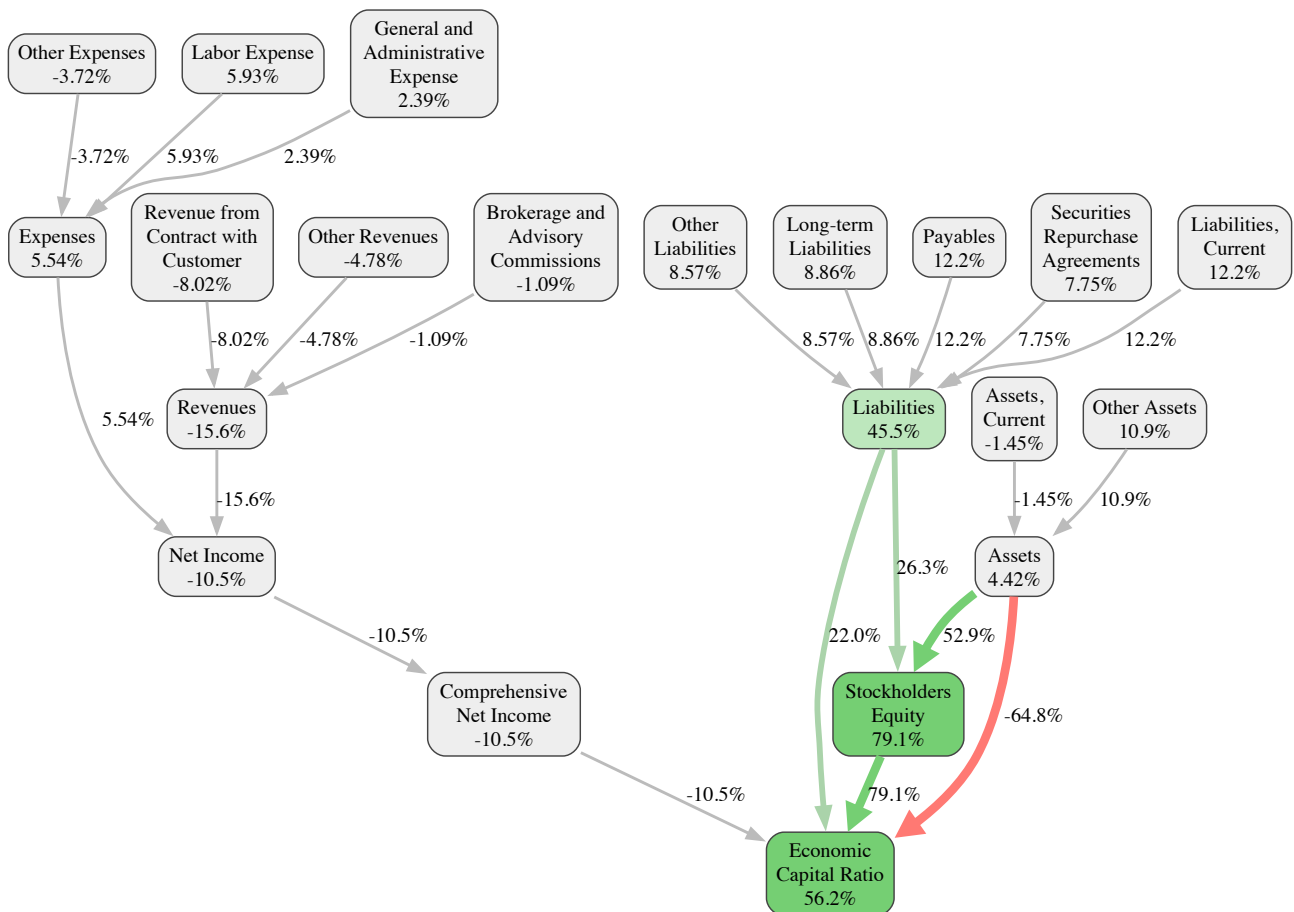 Other Expenses
-3.72%
Labor Expense
5.93%
General and
Administrative
Expense
2.39%
-3.72%
5.93%
2.39%
Expenses
5.54%
Revenue from
Contract with
Customer
-8.02%
Other Revenues
-4.78%
Brokerage and
Advisory
Commissions
-1.09%
Other
Liabilities
8.57%
Long-term
Liabilities
8.86%
Payables
12.2%
Securities
Repurchase
Agreements
7.75%
Liabilities,
Current
12.2%
-8.02%
-4.78%
-1.09%
8.57%
8.86%
12.2%
7.75%
12.2%
5.54%
Revenues
-15.6%
Liabilities
45.5%
Assets,
Current
-1.45%
Other Assets
10.9%
-15.6%
-1.45%
10.9%
Net Income
-10.5%
26.3%
Assets
4.42%
-10.5%
22.0%
52.9%
Comprehensive
Net Income
-10.5%
Stockholders
Equity
79.1%
-64.8%
-10.5%
79.1%
Economic
Capital Ratio
56.2%